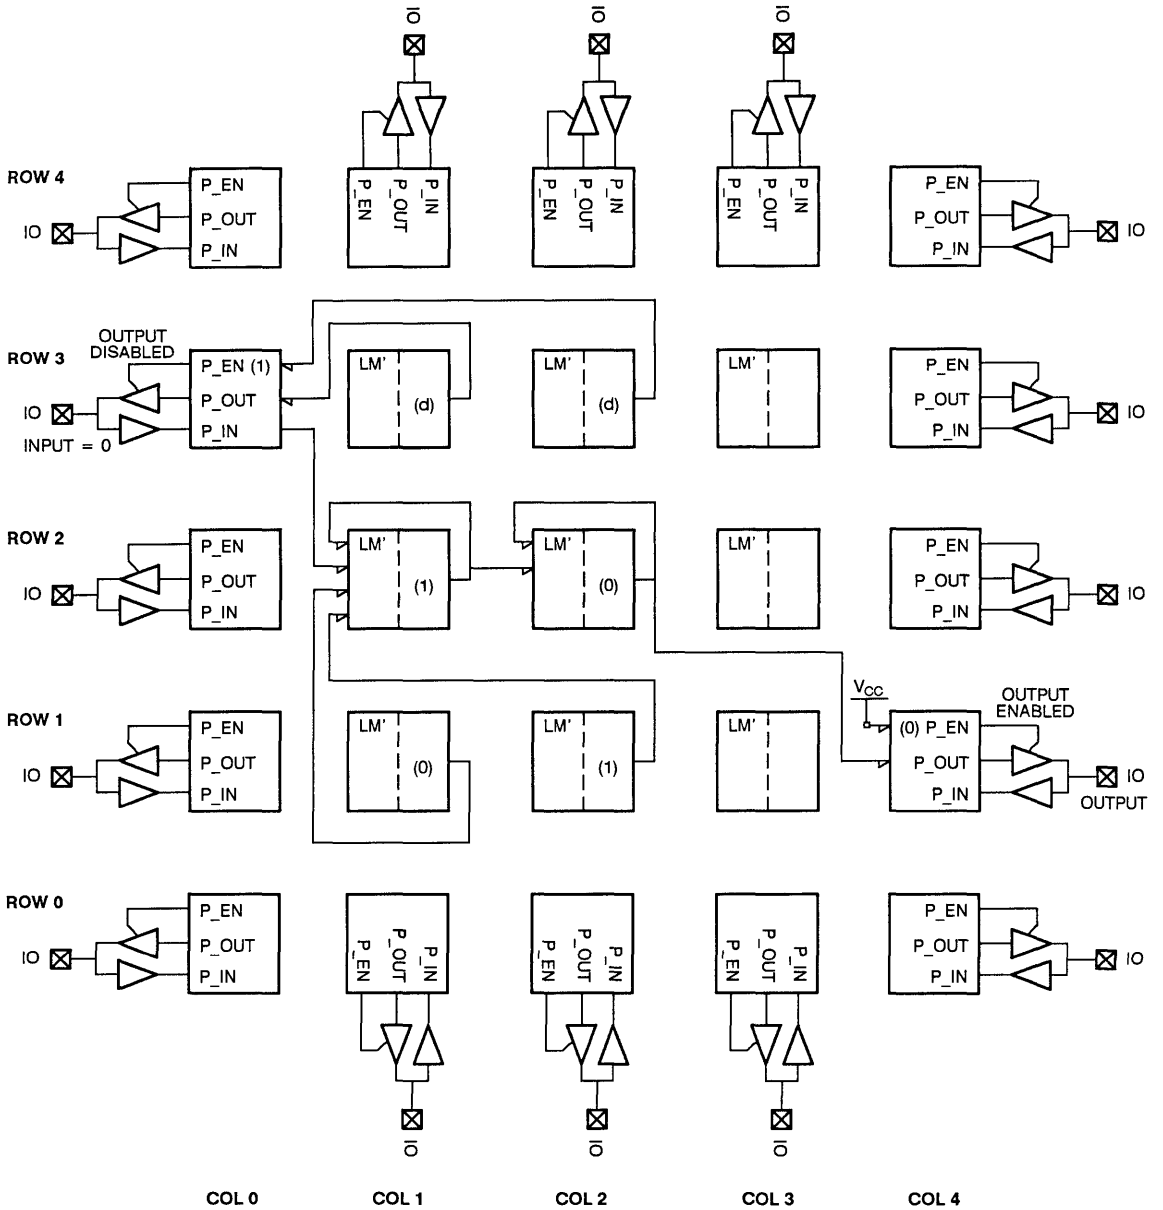 IO IO IO
P_EN P_OUT P_IN P_EN P_OUT P_IN P_EN P_OUT P_IN
ROW 4
P_EN P_EN
IO P_OUT P_OUT IO
P_IN P_IN
OUTPUT
DISABLED
ROW 3
P_EN (1) LM' LM' LM' P_EN
IO P_OUT (d) (d) P_OUT IO
P_IN P_IN
INPUT = 0
ROW 2
P_EN LM' LM' LM' P_EN
IO P_OUT (1) (0) P_OUT IO
P_IN P_IN
VCC OUTPUT
ENABLED
ROW 1
P_EN LM' LM' LM' (0) P_EN
IO P_OUT (0) (1) P_OUT IO
P_IN P_IN OUTPUT
ROW 0
P_EN P_EN
IO P_OUT P_OUT IO
P_IN P_IN
P_EN P_OUT P_IN P_EN P_OUT P_IN P_EN P_OUT P_IN
IO IO IO
COL 0 COL 1 COL 2 COL 3 COL 4